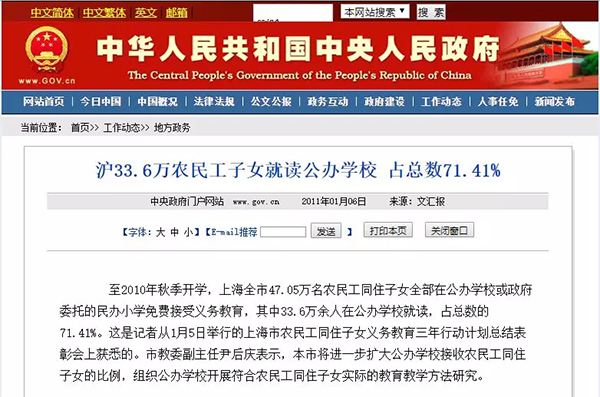 中文简体 中文繁体 英文 邮箱 本网站搜索 搜 索
中华人民共和国中央人民政府
The Central People's Government of the People's Republic of China
www.GOV.cn
网站首页 | 今日中国 | 中国概况 | 法律法规 | 公文公报 | 政务互动 | 政府建设 | 工作动态 | 人事任免 | 新闻发布
当前位置: 首页>> 工作动态>> 地方政务
沪33.6万农民工子女就读公办学校 占总数71.41%
中央政府门户网站 www.gov.cn 2011年01月06日 来源: 文汇报
【字体: 大 中 小】【E-mail推荐 发送 】 打印本页 关闭窗口
至2010年秋季开学，上海全市47.05万名农民工同住子女全部在公办学校或政府
委托的民办小学免费接受义务教育，其中33.6万余人在公办学校就读，占总数的
71.41%。这是记者从1月5日举行的上海市农民工同住子女义务教育三年行动计划总结表
彰会上获悉的。市教委副主任尹后庆表示，本市将进一步扩大公办学校接收农民工同住
子女的比例，组织公办学校开展符合农民工同住子女实际的教育教学方法研究。